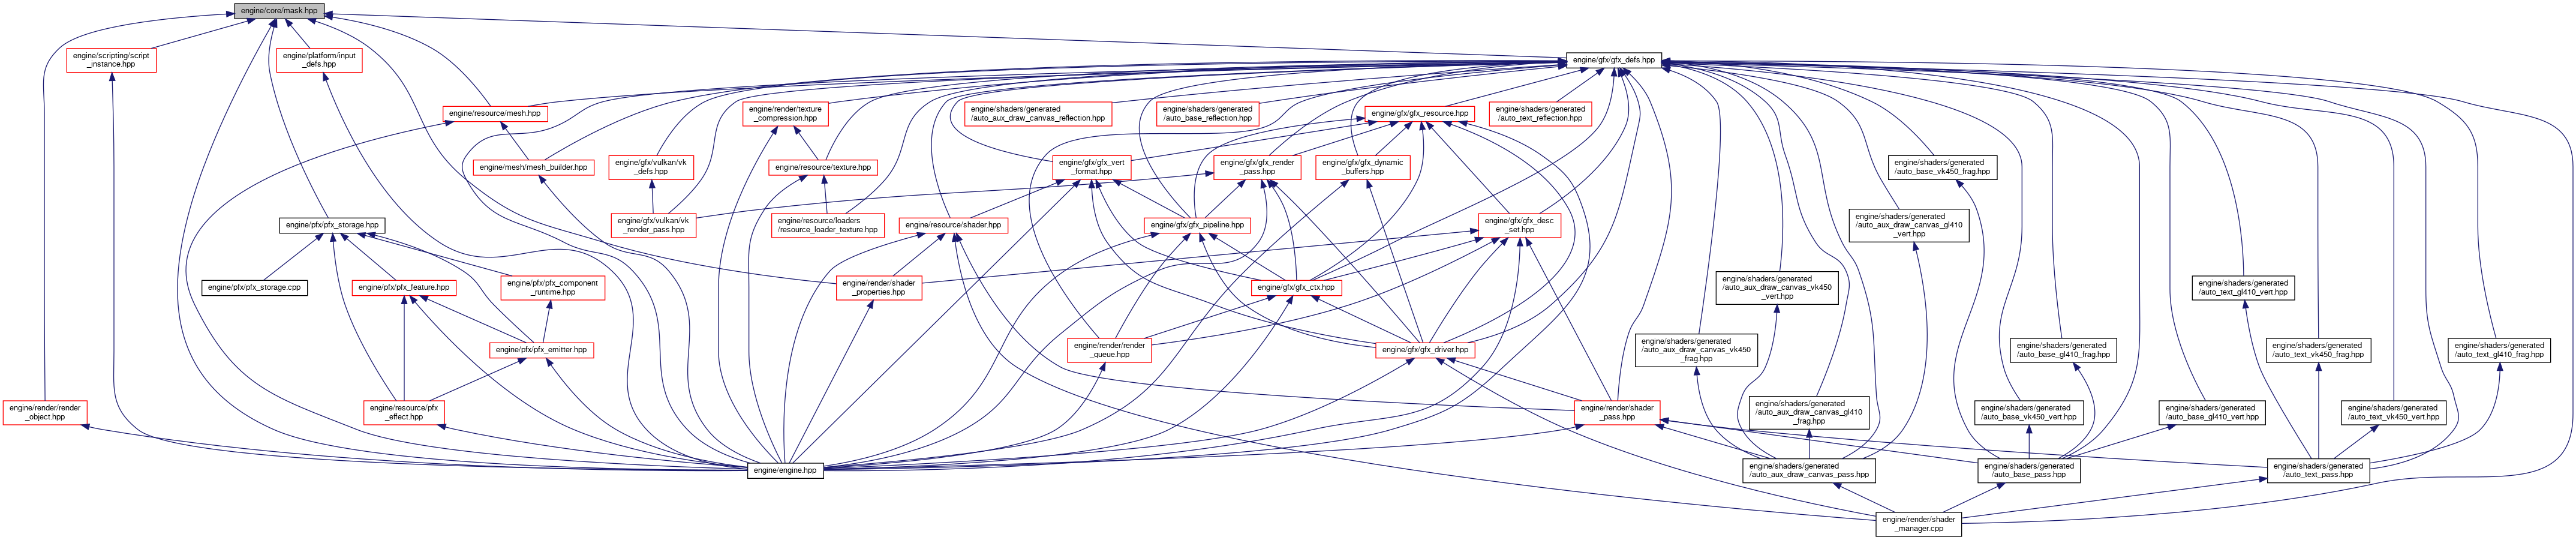 engine/core/mask.hpp
engine/scripting/script
_instance.hpp
engine/platform/input
_defs.hpp
engine/gfx/gfx_defs.hpp
engine/resource/mesh.hpp
engine/render/texture
_compression.hpp
engine/shaders/generated
/auto_aux_draw_canvas_reflection.hpp
engine/shaders/generated
/auto_base_reflection.hpp
engine/gfx/gfx_resource.hpp
engine/shaders/generated
/auto_text_reflection.hpp
engine/mesh/mesh_builder.hpp
engine/gfx/vulkan/vk
_defs.hpp
engine/resource/texture.hpp
engine/gfx/gfx_vert
_format.hpp
engine/gfx/gfx_render
_pass.hpp
engine/gfx/gfx_dynamic
_buffers.hpp
engine/shaders/generated
/auto_base_vk450_frag.hpp
engine/pfx/pfx_storage.hpp
engine/gfx/vulkan/vk
_render_pass.hpp
engine/resource/loaders
/resource_loader_texture.hpp
engine/resource/shader.hpp
engine/gfx/gfx_pipeline.hpp
engine/gfx/gfx_desc
_set.hpp
engine/shaders/generated
/auto_aux_draw_canvas_gl410
_vert.hpp
engine/pfx/pfx_storage.cpp
engine/pfx/pfx_feature.hpp
engine/pfx/pfx_component
_runtime.hpp
engine/render/shader
_properties.hpp
engine/gfx/gfx_ctx.hpp
engine/shaders/generated
/auto_aux_draw_canvas_vk450
_vert.hpp
engine/shaders/generated
/auto_text_gl410_vert.hpp
engine/pfx/pfx_emitter.hpp
engine/render/render
_queue.hpp
engine/gfx/gfx_driver.hpp
engine/shaders/generated
/auto_aux_draw_canvas_vk450
_frag.hpp
engine/shaders/generated
/auto_base_gl410_frag.hpp
engine/shaders/generated
/auto_text_vk450_frag.hpp
engine/shaders/generated
/auto_text_gl410_frag.hpp
engine/render/render
_object.hpp
engine/resource/pfx
_effect.hpp
engine/render/shader
_pass.hpp
engine/shaders/generated
/auto_aux_draw_canvas_gl410
_frag.hpp
engine/shaders/generated
/auto_base_vk450_vert.hpp
engine/shaders/generated
/auto_base_gl410_vert.hpp
engine/shaders/generated
/auto_text_vk450_vert.hpp
engine/engine.hpp
engine/shaders/generated
/auto_aux_draw_canvas_pass.hpp
engine/shaders/generated
/auto_base_pass.hpp
engine/shaders/generated
/auto_text_pass.hpp
engine/render/shader
_manager.cpp